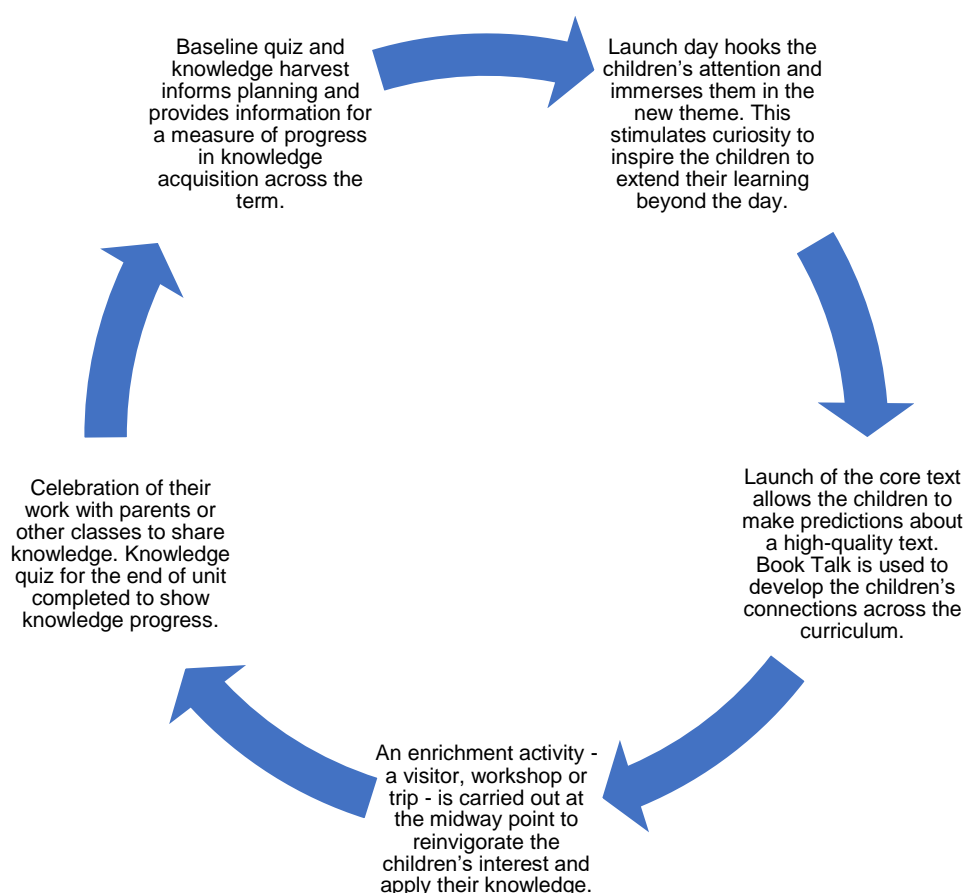 Baseline quiz and
knowledge harvest
informs planning and
provides information for
a measure of progress
in knowledge
acquisition across the
term.
Launch day hooks the
children’s attention and
immerses them in the
new theme. This
stimulates curiosity to
inspire the children to
extend their learning
beyond the day.
Launch of the core text
allows the children to
make predictions about
a high-quality text.
Book Talk is used to
develop the children’s
connections across the
curriculum.
An enrichment activity -
a visitor, workshop or
trip - is carried out at
the midway point to
reinvigorate the
children’s interest and
apply their knowledge.
Celebration of their
work with parents or
other classes to share
knowledge. Knowledge
quiz for the end of unit
completed to show
knowledge progress.